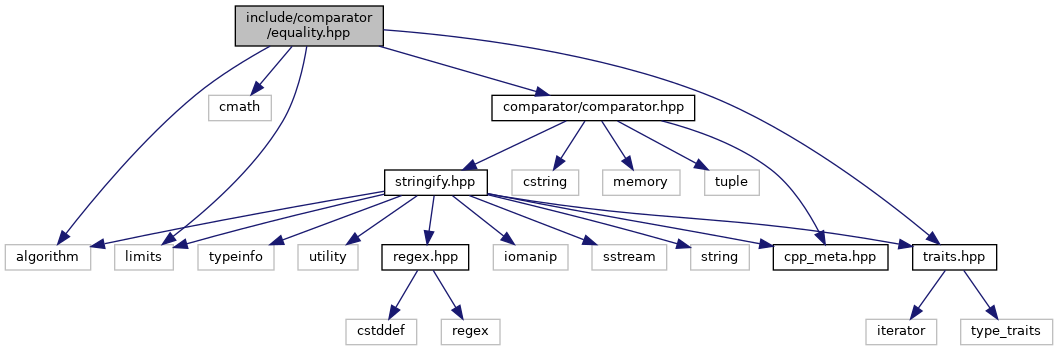 include/comparator
/equality.hpp
cmath
comparator/comparator.hpp
stringify.hpp
cstring
memory
tuple
algorithm
limits
typeinfo
utility
regex.hpp
iomanip
sstream
string
cpp_meta.hpp
traits.hpp
cstddef
regex
iterator
type_traits